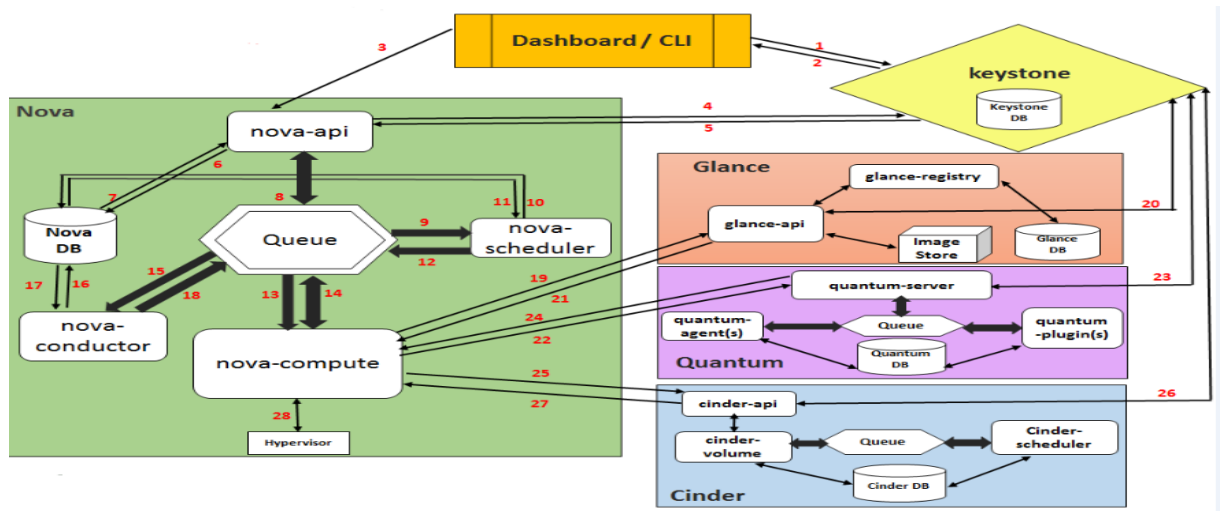 3
Dashboard / CLI
1
2
keystone
Keystone
DB
Nova
nova-api
4
5
6
7
8
Glance
glance-registry
glance-api
20
Image
Store
Glance
DB
Nova
DB
Queue
11
10
9
nova-
scheduler
12
15
18
13
14
17
16
nova-
conductor
nova-compute
19
21
24
22
23
quantum-server
quantum-
agent(s)
Queue
quantum
-plugin(s)
Quantum
DB
Quantum
25
27
26
28
Hypervisor
cinder-api
cinder-
volume
Queue
Cinder-
scheduler
Cinder DB
Cinder